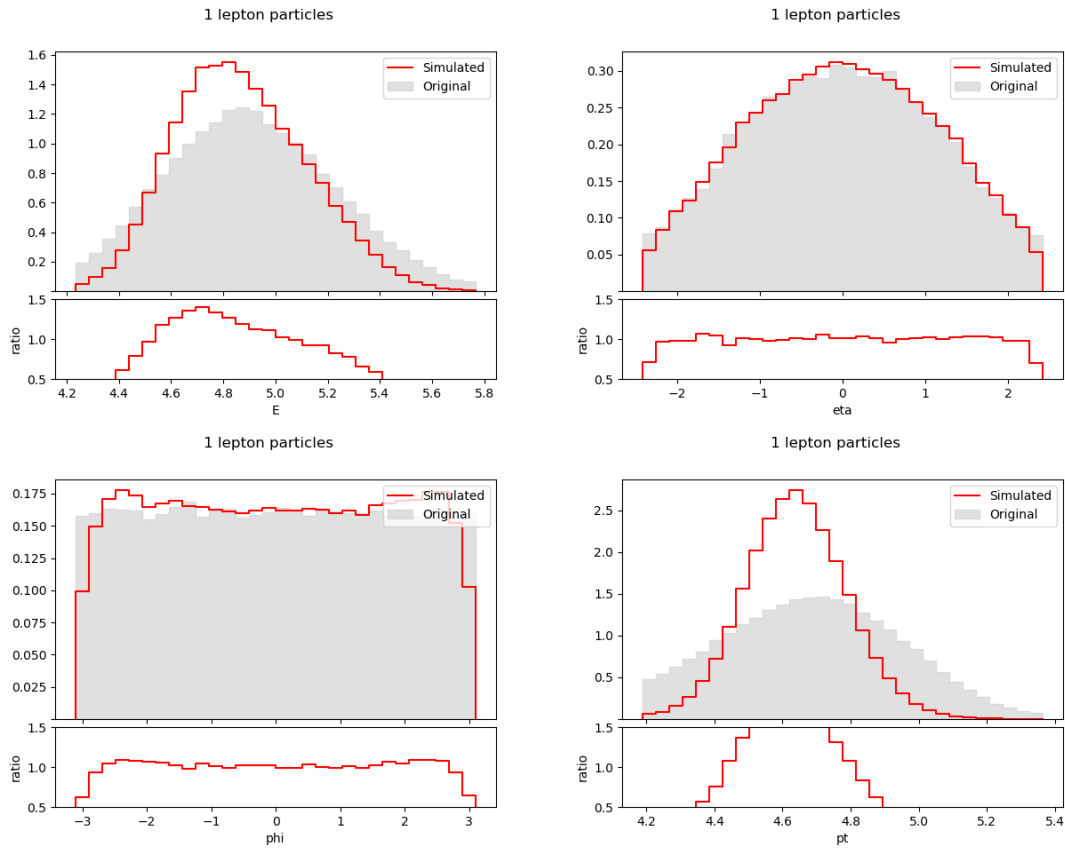 1 lepton particles
1.6
1.4
1.2
1.0
0.8
0.6
0.4
0.2
Simulated
Original
1.5
1.0
0.5
ratio
4.2 4.4 4.6 4.8 5.0 5.2 5.4 5.6 5.8
E
1 lepton particles
0.30
0.25
0.20
0.15
0.10
0.05
Simulated
Original
1.5
1.0
0.5
ratio
−2 −1 0 1 2
eta
1 lepton particles
0.175
0.150
0.125
0.100
0.075
0.050
0.025
Simulated
Original
1.5
1.0
0.5
ratio
−3 −2 −1 0 1 2 3
phi
1 lepton particles
2.5
2.0
1.5
1.0
0.5
Simulated
Original
1.5
1.0
0.5
ratio
4.2 4.4 4.6 4.8 5.0 5.2 5.4
pt